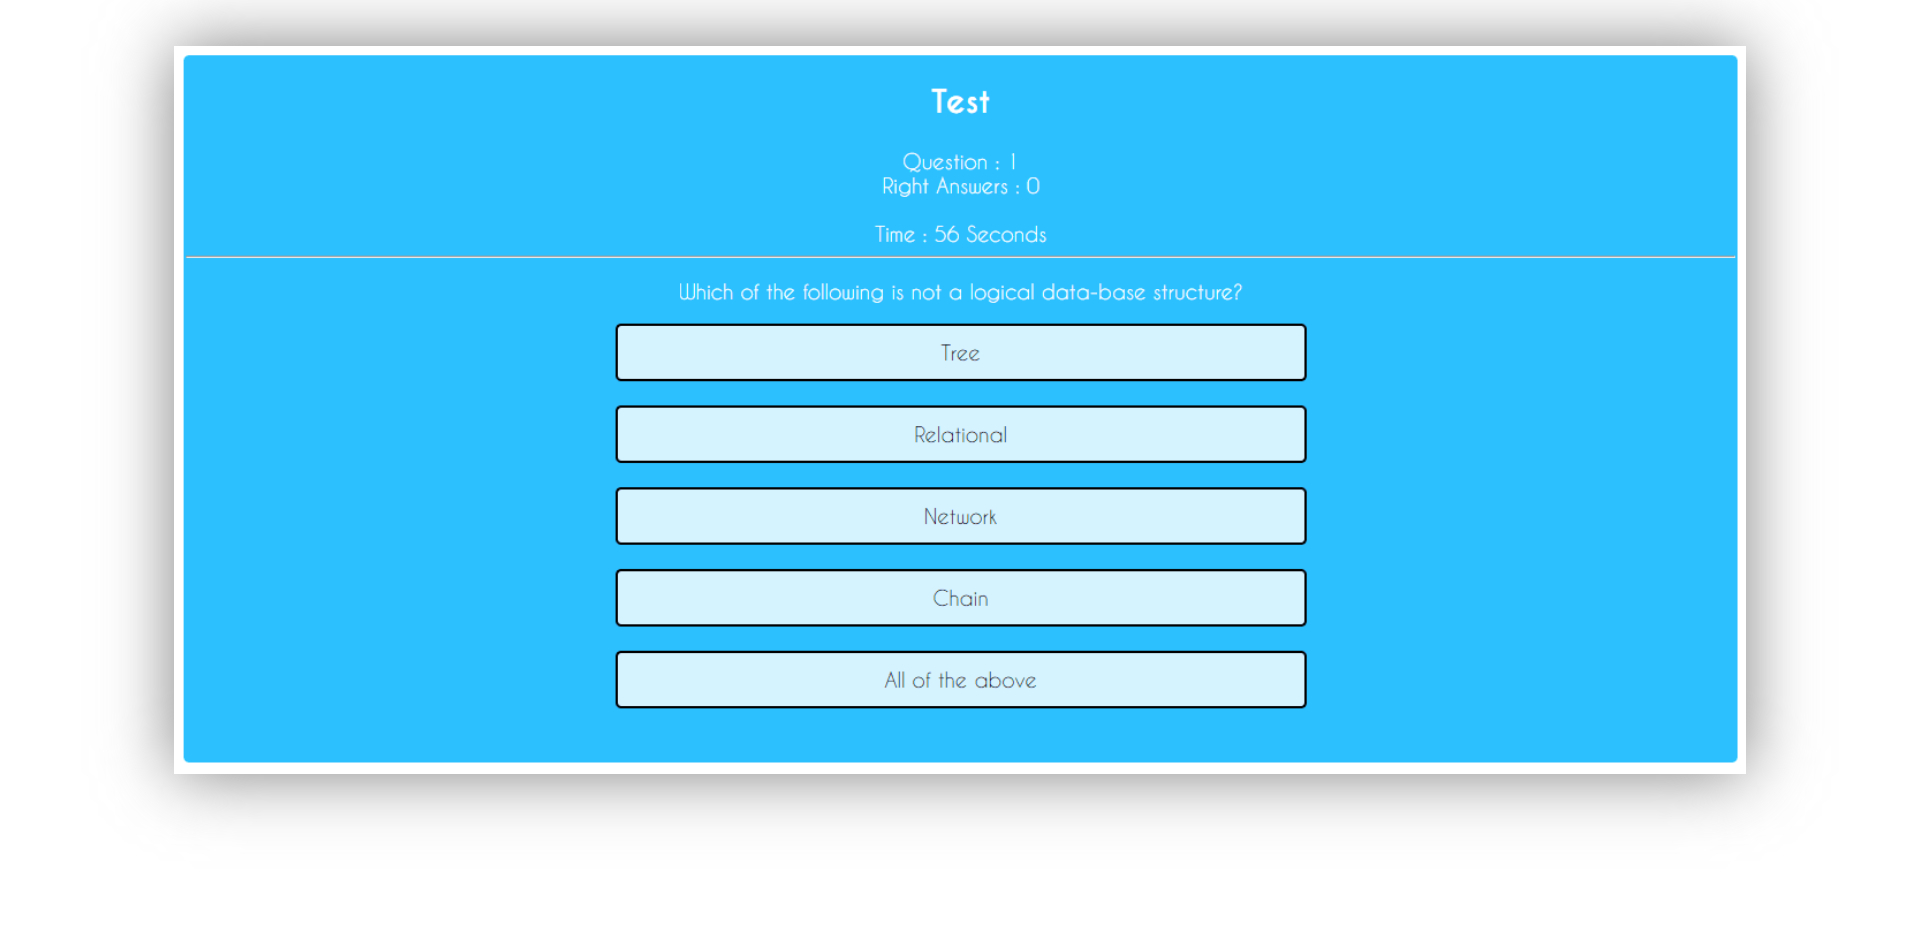 Test
Question : 1
Right Answers : 0
Time : 56 Seconds
Which of the following is not a logical data-base structure?
Tree
Relational
Network
Chain
All of the above